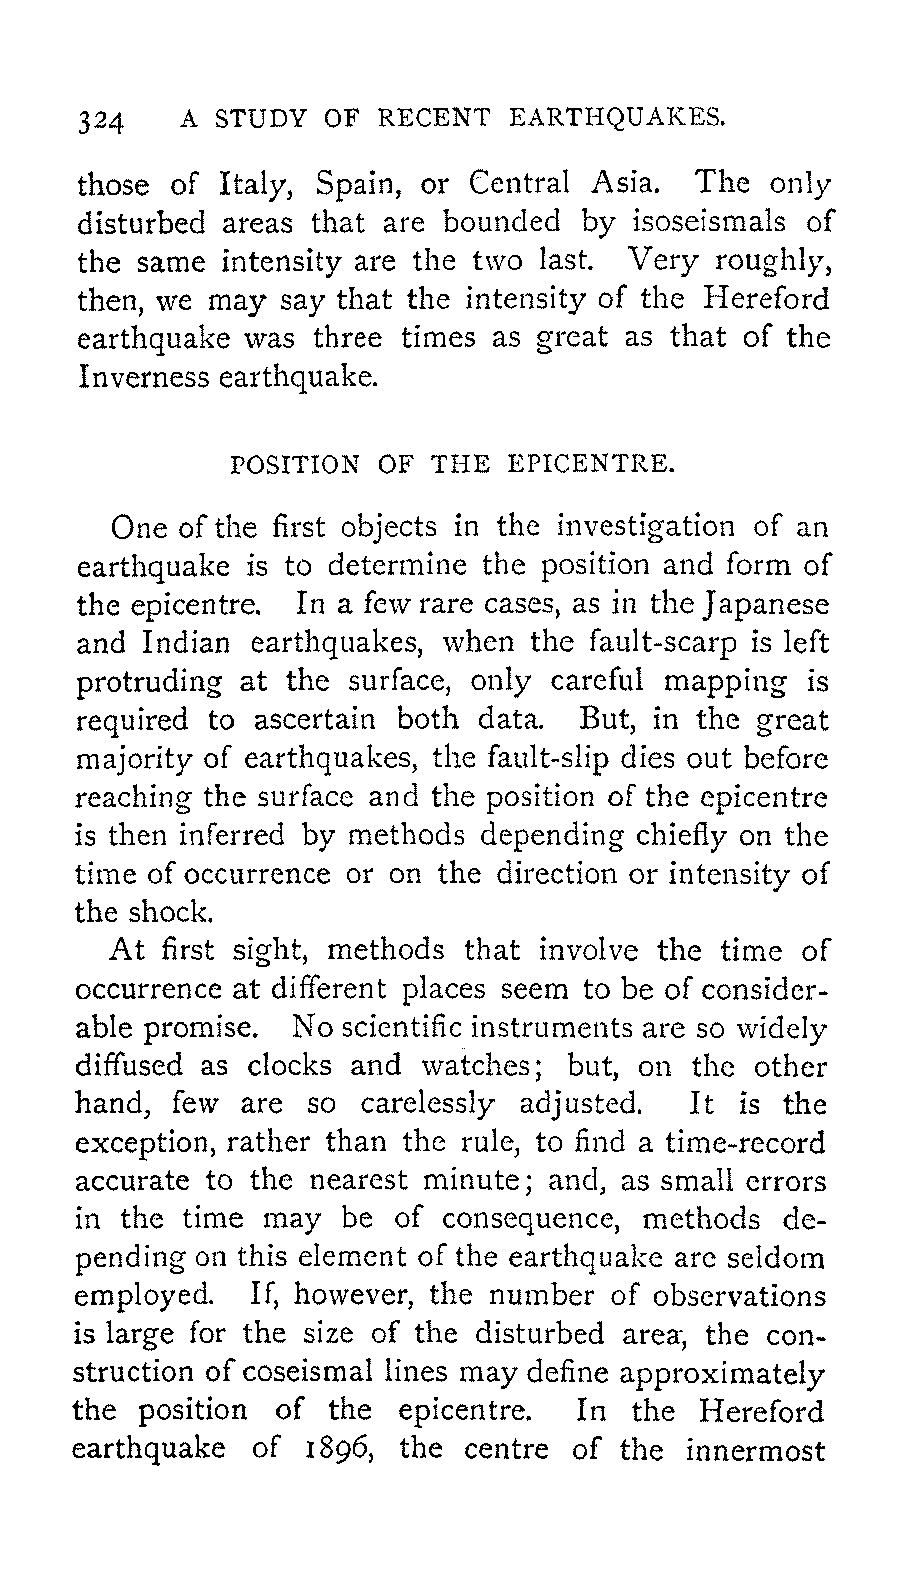 324 A STUDY OF RECENT EARTHQUAKES.
those of Italy, Spain, or Central Asia. The only
disturbed areas that are bounded by isoseismals of
the same intensity are the two last. Very roughly,
then, we may say that the intensity of the Hereford
earthquake was three times as great as that of the
Inverness earthquake.
POSITION OF THE EPICENTRE.
One of the first objects in the investigation of an
earthquake is to determine the position and form of
the epicentre. In a few rare cases, as in the Japanese
and Indian earthquakes, when the fault-scarp is left
protruding at the surface, only careful mapping is
required to ascertain both data. But, in the great
majority of earthquakes, the fault-slip dies out before
reaching the surface and the position of the epicentre
is then inferred by methods depending chiefly on the
time of occurrence or on the direction or intensity of
the shock.
At first sight, methods that involve the time of
occurrence at different places seem to be of consider-
able promise. No scientific instruments are so widely
diffused as clocks and watches; but, on the other
hand, few are so carelessly adjusted. It is the
exception, rather than the rule, to find a time-record
accurate to the nearest minute; and, as small errors
in the time may be of consequence, methods de-
pending on this element of the earthquake are seldom
employed. If, however, the number of observations
is large for the size of the disturbed area, the con-
struction of coseismal lines may define approximately
the position of the epicentre. In the Hereford
earthquake of 1896, the centre of the innermost